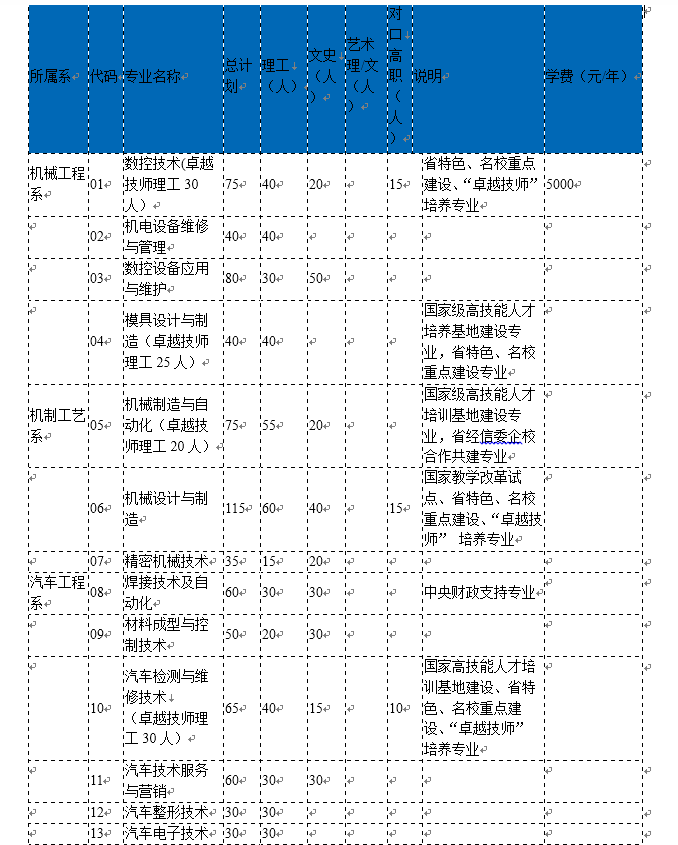 所属系 代码 专业名称 总计划 理工（人） 文史（人） 艺术理/文（人） 对口高职（人） 说明 学费（元/年）
机械工程系 01 数控技术(卓越技师理工30人） 75 40 20 15 省特色、名校重点建设、“卓越技师”培养专业 5000
02 机电设备维修与管理 40 40
03 数控设备应用与维护 80 30 50
04 模具设计与制造（卓越技师理工25人） 40 40 国家级高技能人才培养基地建设专业，省特色、名校重点建设专业
机制工艺系 05 机械制造与自动化（卓越技师理工20人） 75 55 20 国家级高技能人才培训基地建设专业，省经信委企校合作共建专业
06 机械设计与制造 115 60 40 15 国家教学改革试点、省特色、名校重点建设、“卓越技师” 培养专业
07 精密机械技术 35 15 20
汽车工程系 08 焊接技术及自动化 60 30 30 中央财政支持专业
09 材料成型与控制技术 50 20 30
10 汽车检测与维修技术（卓越技师理工30人） 65 40 15 10 国家高技能人才培训基地建设、省特色、名校重点建设、“卓越技师”培养专业
11 汽车技术服务与营销 60 30 30
12 汽车整形技术 30 30
13 汽车电子技术 30 30